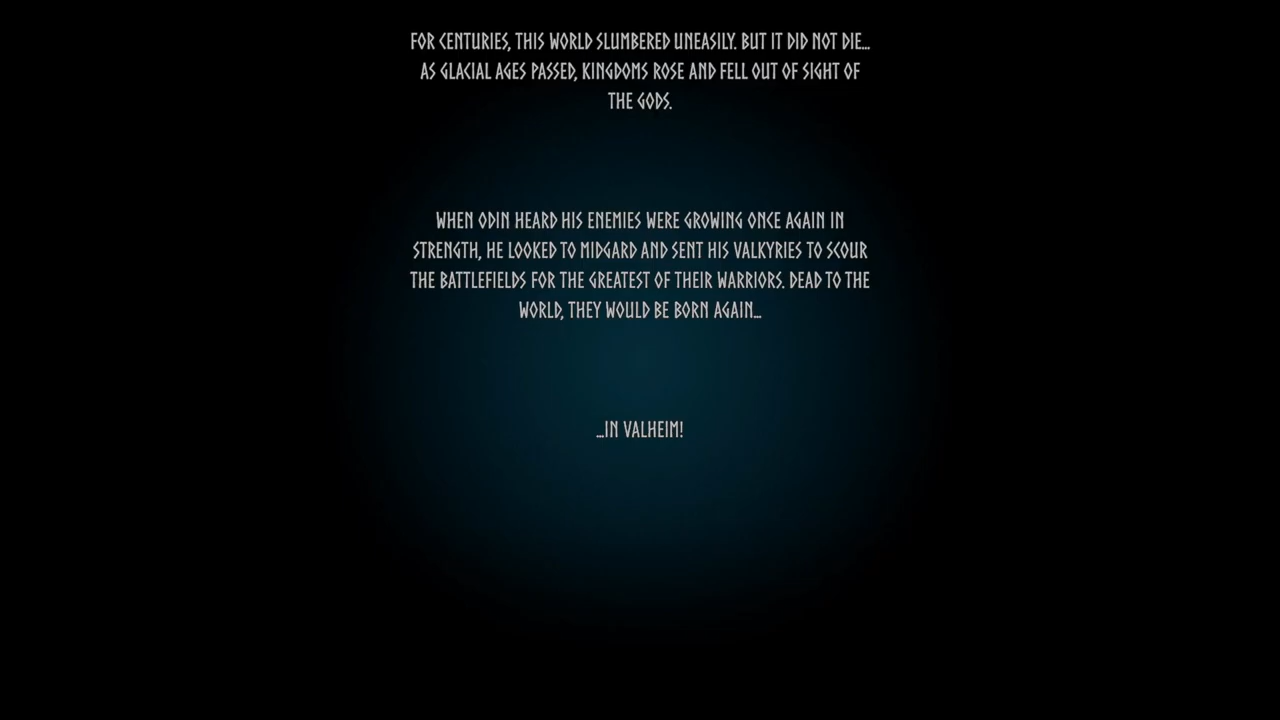 FOR CENTURIES, THIS WORLD SLUMBERED UNEASILY. BUT IT DID NOT DIE...
AS GLACIAL AGES PASSED, KINGDOMS ROSE AND FELL OUT OF SIGHT OF
THE GODS.
WHEN ODIN HEARD HIS ENEMIES WERE GROWING ONCE AGAIN IN
STRENGTH, HE LOOKED TO MIDGARD AND SENT HIS VALKYRIES TO SCOUR
THE BATTLEFIELDS FOR THE GREATEST OF THEIR WARRIORS. DEAD TO THE
WORLD, THEY WOULD BE BORN AGAIN...
...IN VALHEIM!